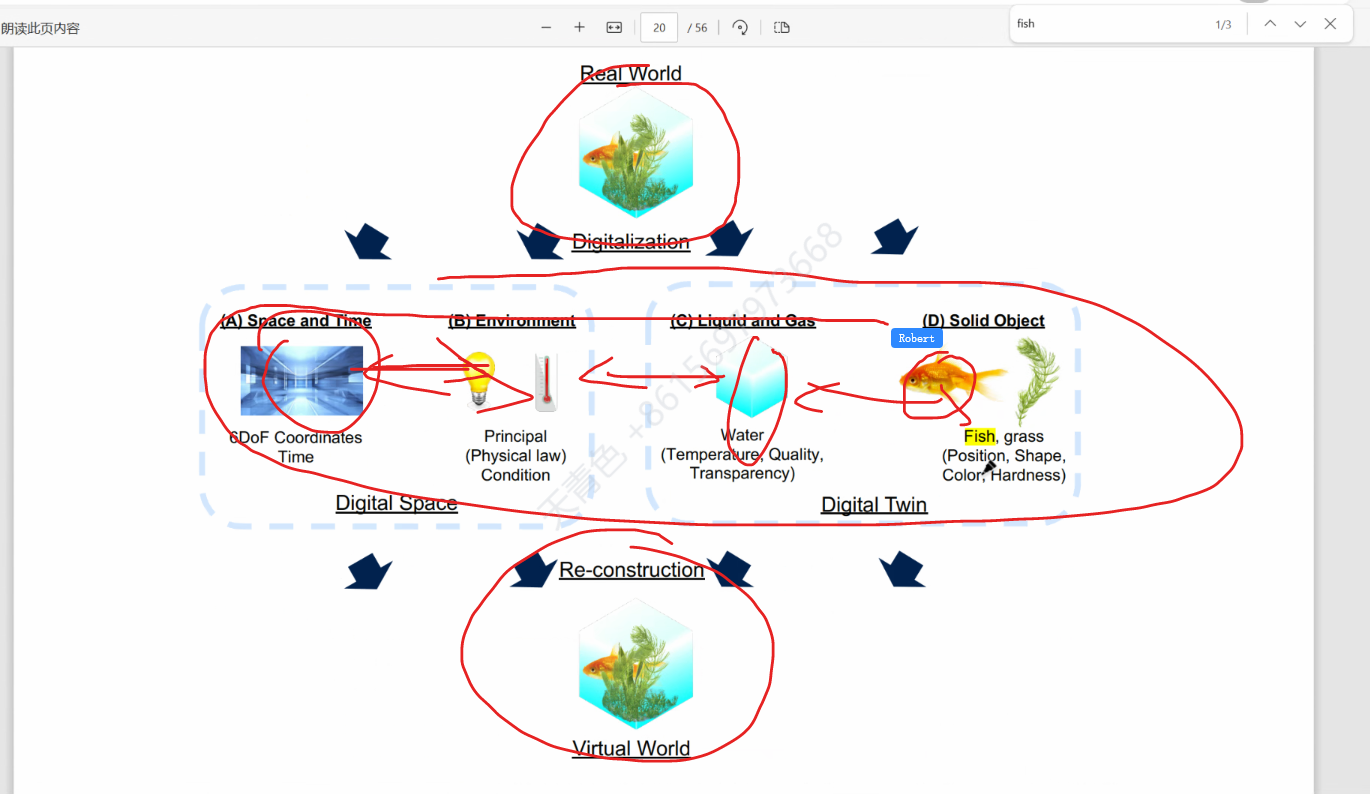 朗读此页内容
20
/ 56
fish
1/3
Real World
Digitalization
(A) Space and Time
(B) Environment
(C) Liquid and Gas
(D) Solid Object
Robert
6DoF Coordinates
Time
Principal
(Physical law)
Condition
Water
(Temperature, Quality,
Transparency)
Fish, grass
(Position, Shape,
Color, Hardness)
Digital Space
Digital Twin
Re-construction
Virtual World